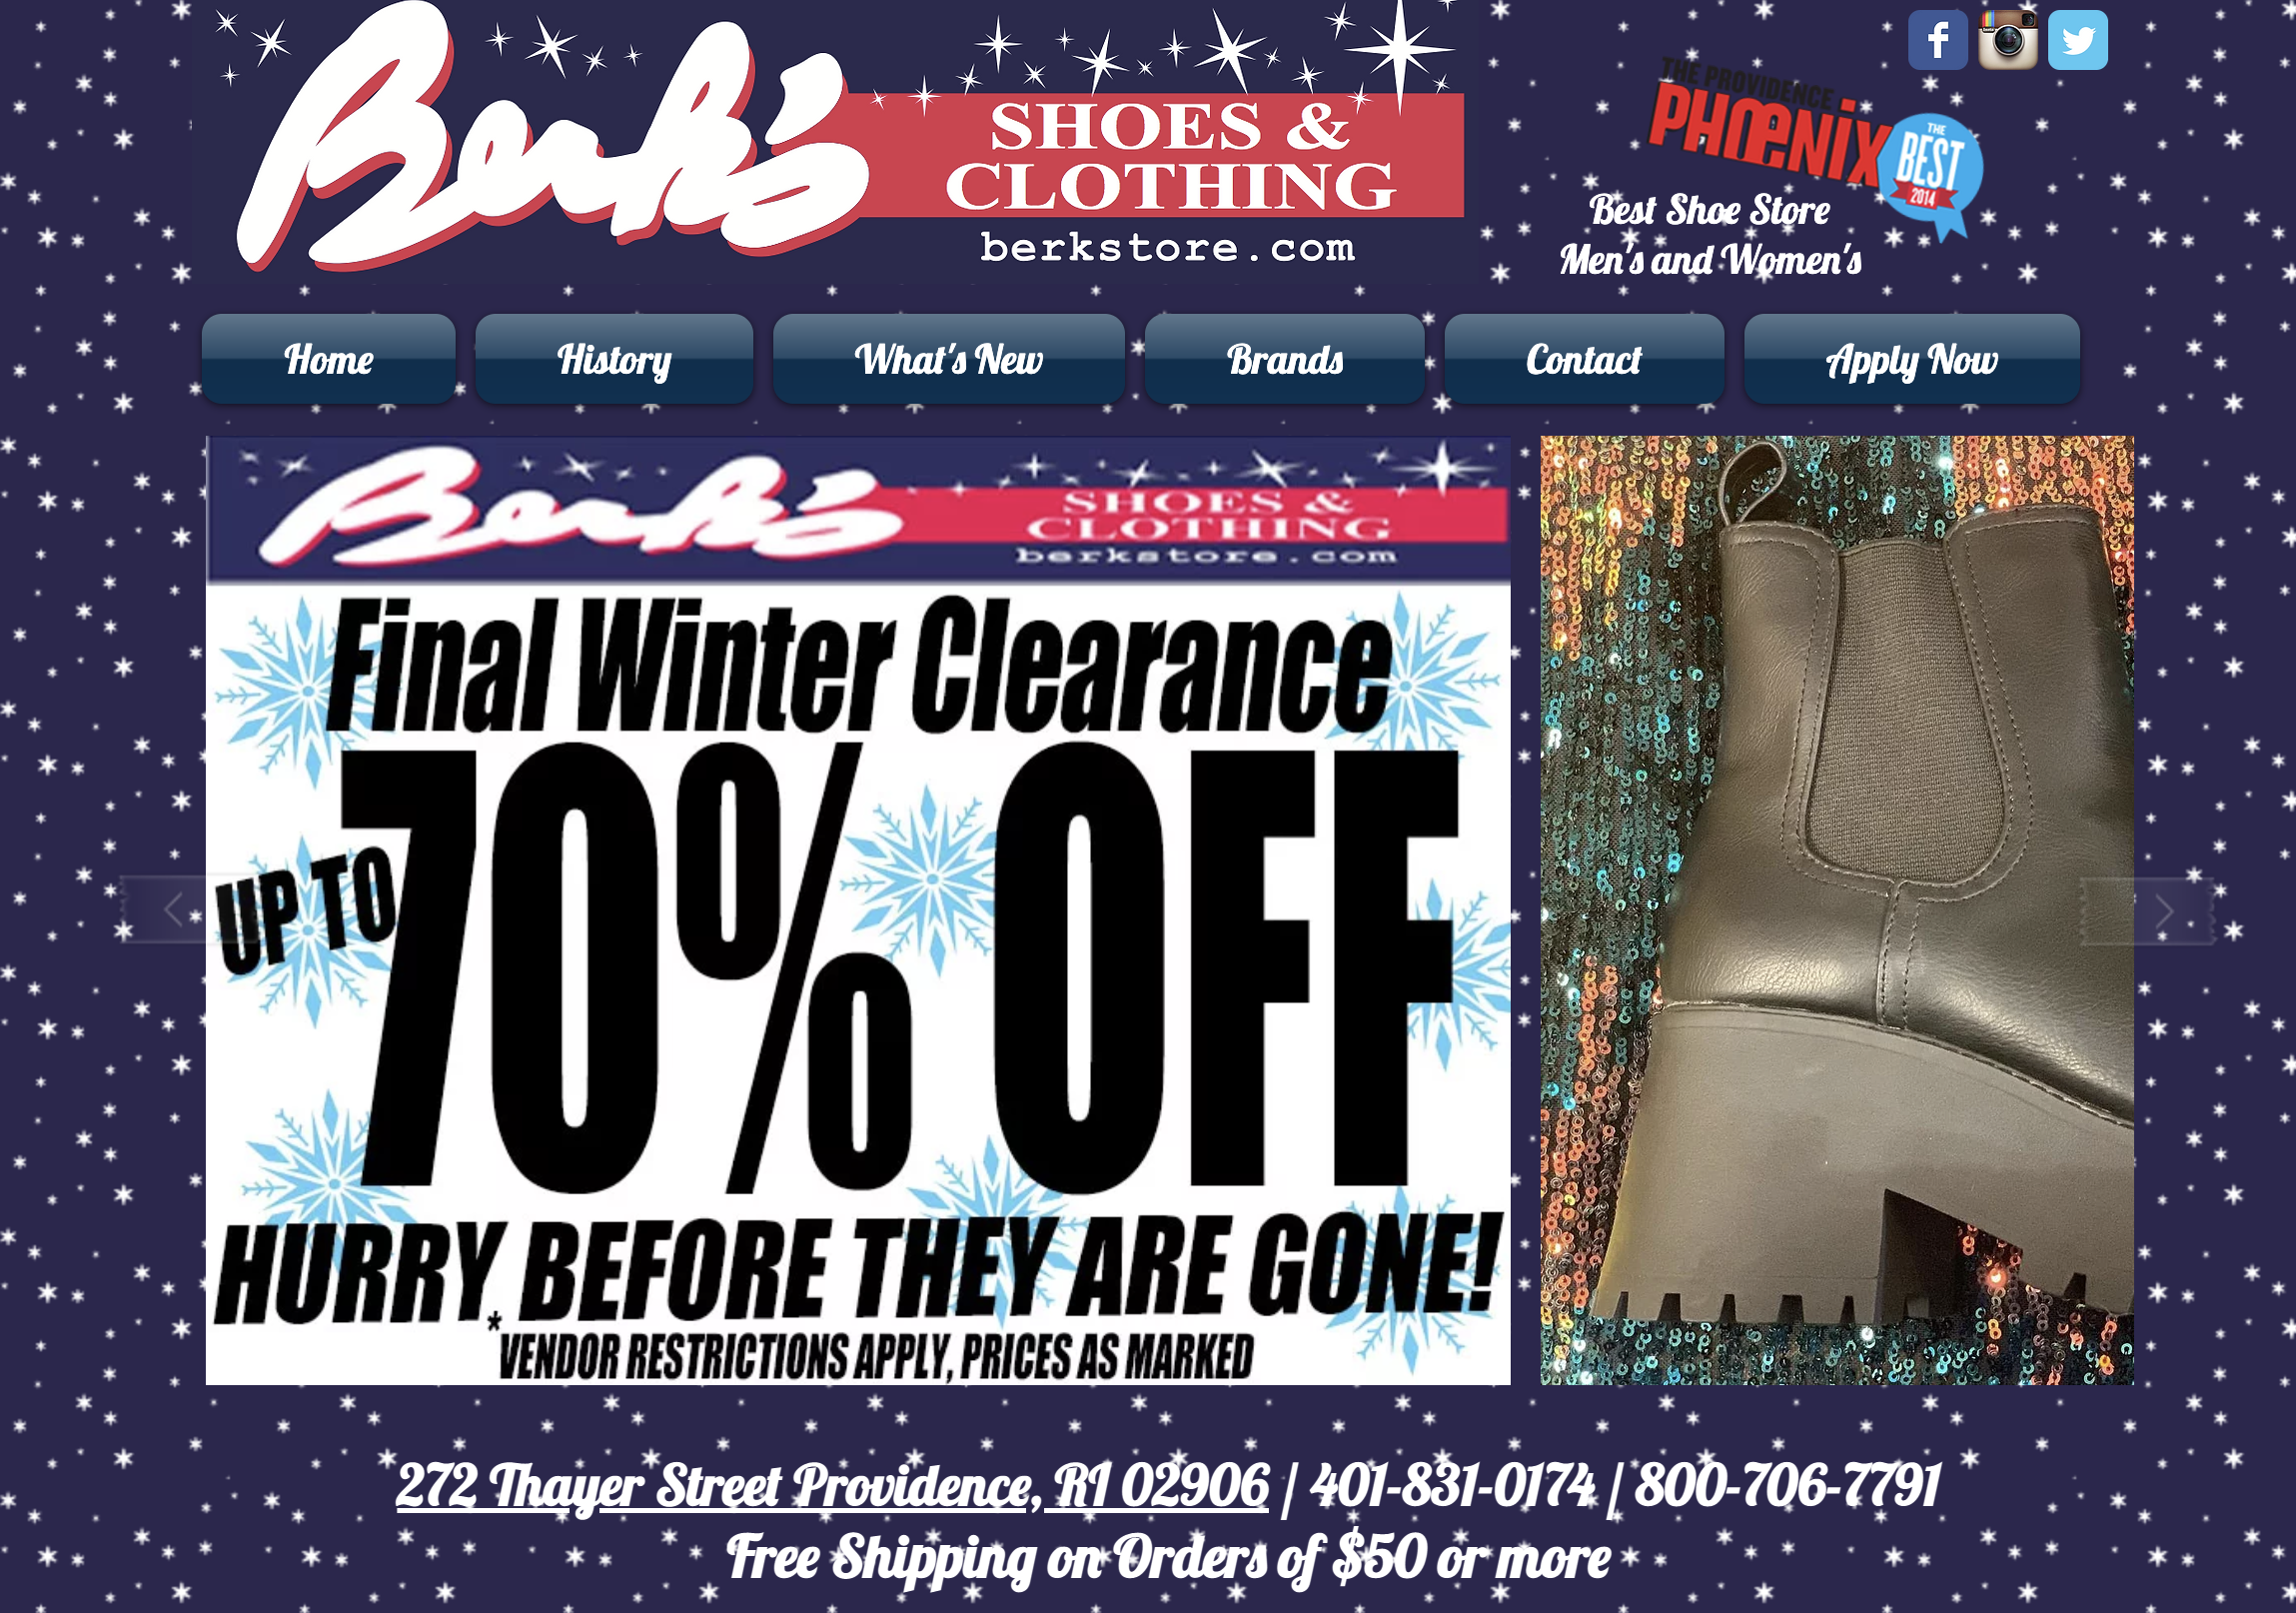 Berk's
SHOES &
CLOTHING
berkstore.com
THE PROVIDENCE
PHŒNIX
THE
BEST
2014
Best Shoe Store
Men's and Women's
Home
History
What's New
Brands
Contact
Apply Now
Berk's
SHOES &
CLOTHING
berkstore.com
Final Winter Clearance
UP TO
70% OFF
HURRY BEFORE THEY ARE GONE!
*VENDOR RESTRICTIONS APPLY, PRICES AS MARKED
272 Thayer Street Providence, RI 02906 / 401-831-0174 / 800-706-7791
Free Shipping on Orders of $50 or more